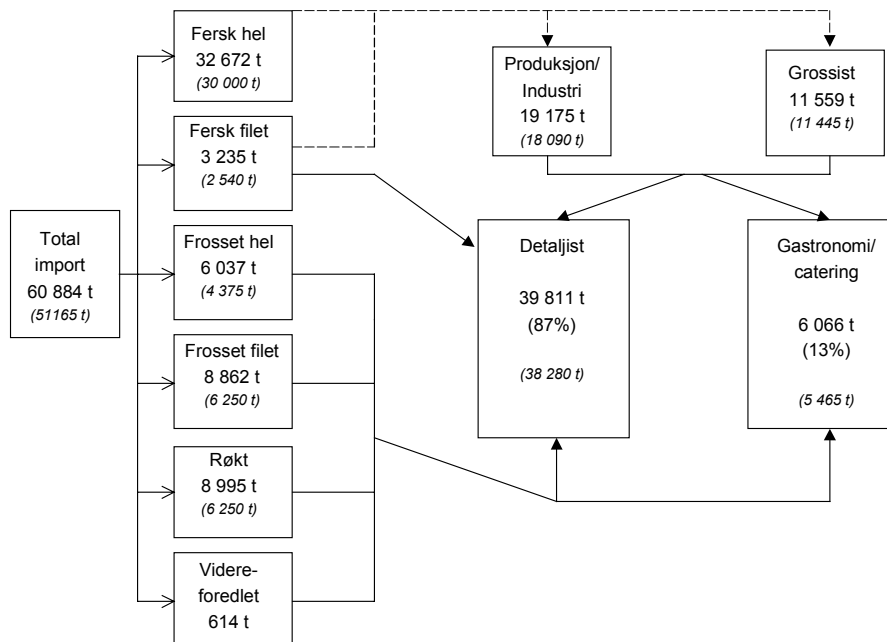 Fersk hel
32 672 t
(30 000 t)
Fersk filet
3 235 t
(2 540 t)
Total
import
60 884 t
(51165 t)
Frosset hel
6 037 t
(4 375 t)
Frosset filet
8 862 t
(6 250 t)
Røkt
8 995 t
(6 250 t)
Videre-
foredlet
614 t
Produksjon/
Industri
19 175 t
(18 090 t)
Grossist
11 559 t
(11 445 t)
Detaljist
39 811 t
(87%)
(38 280 t)
Gastronomi/
catering
6 066 t
(13%)
(5 465 t)